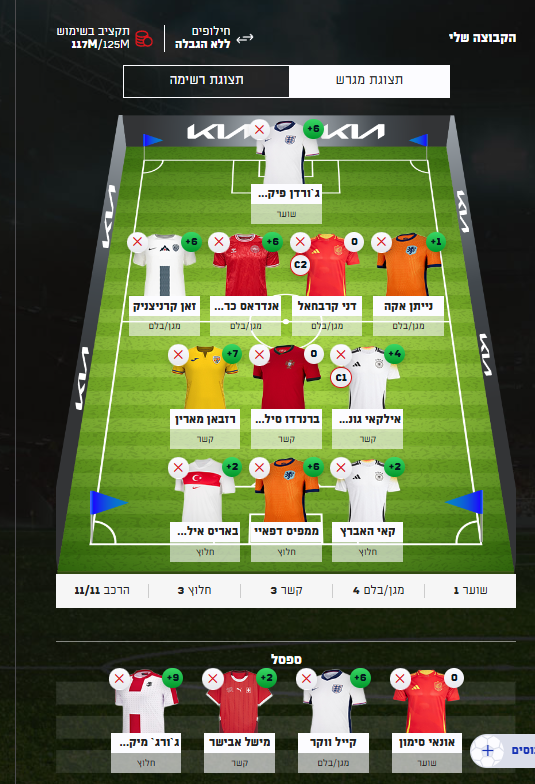 הקבוצה שלי
חילופים
ללא הגבלה
תקציב בשימוש
117M/125M
תצוגת מגרש
תצוגת רשימה
KIA KIA
+6
ג`ורדן פיק...
שוער
+1
נייתן אקה
מגן/בלם
0
C2
דני קרבחאל
מגן/בלם
+6
אנדראס כר...
מגן/בלם
+6
זאן קרניצניק
מגן/בלם
+4
C1
אילקאי גונ...
קשר
0
ברנרדו סיל...
קשר
+7
רזבאן מארין
קשר
+2
קאי האברץ
חלוץ
+6
ממפיס דפאיי
חלוץ
+2
באריס איל...
חלוץ
שוער 1
מגן/בלם 4
קשר 3
חלוץ 3
הרכב 11/11
ספסל
0
אונאי סימון
שוער
+6
קייל ווקר
מגן/בלם
+2
מישל אבישר
קשר
+9
ג`ורג` מיק...
חלוץ